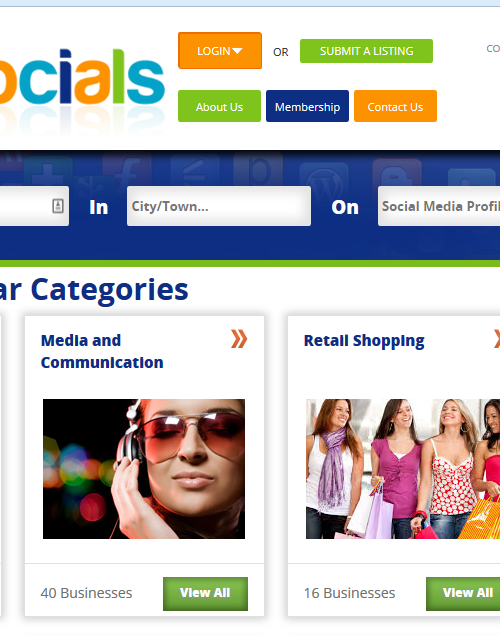 LOGIN OR SUBMIT A LISTING CO
ocials
About Us Membership Contact Us
In City/Town... On Social Media Profil
ar Categories
Media and
Communication
Retail Shopping
40 Businesses View All
16 Businesses View All